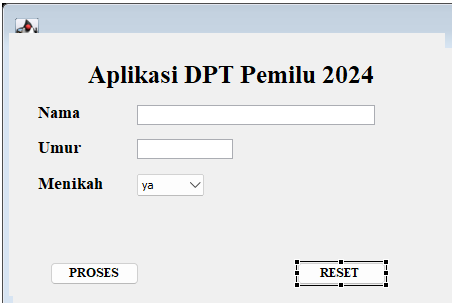 Aplikasi DPT Pemilu 2024
Nama
Umur
Menikah ya
PROSES RESET